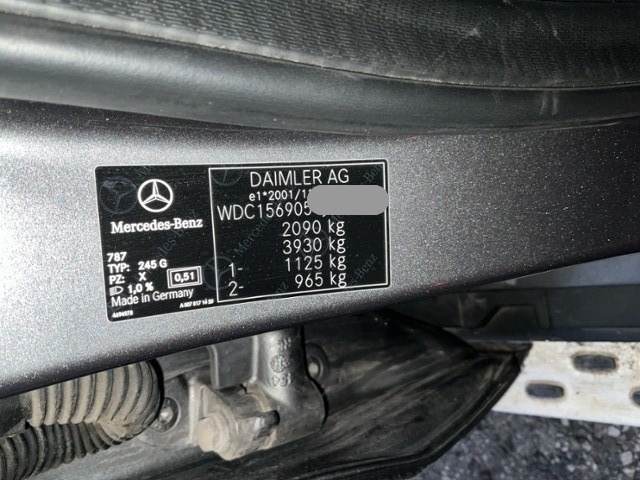 Mercedes-Benz
787
TYP: 245 G
PZ: X
0,51
1,0 %
Made in Germany
DAIMLER AG
e1*2001/1
WDC156905
2090 kg
3930 kg
1- 1125 kg
2- 965 kg